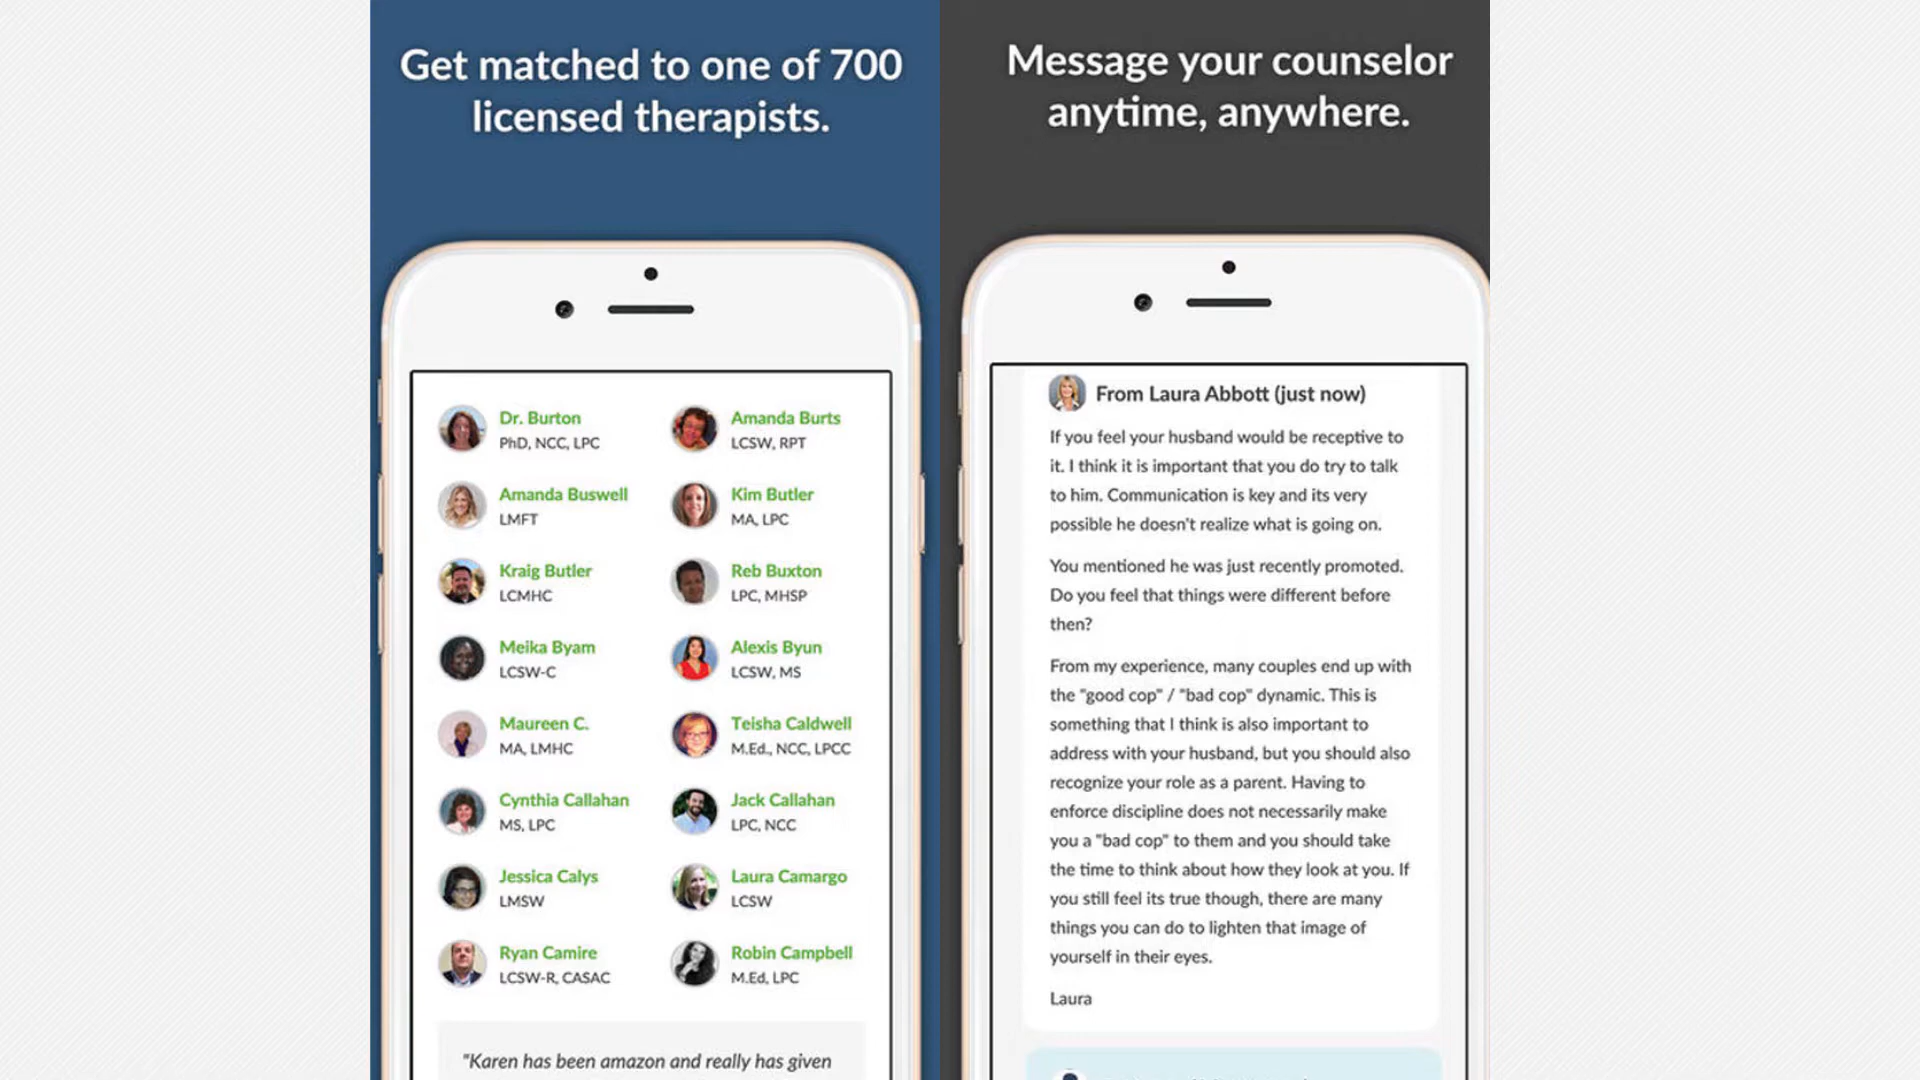 Get matched to one of 700
licensed therapists.
Dr. Burton
PhD, NCC, LPC
Amanda Burts
LCSW, RPT
Amanda Buswell
LMFT
Kim Butler
MA, LPC
Kraig Butler
LCMHC
Reb Buxton
LPC, MHSP
Meika Byam
LCSW-C
Alexis Byun
LCSW, MS
Maureen C.
MA, LMHC
Teisha Caldwell
M.Ed., NCC, LPCC
Cynthia Callahan
MS, LPC
Jack Callahan
LPC, NCC
Jessica Calys
LMSW
Laura Camargo
LCSW
Ryan Camire
LCSW-R, CASAC
Robin Campbell
M.Ed, LPC
"Karen has been amazon and really has given
Message your counselor
anytime, anywhere.
From Laura Abbott (just now)
If you feel your husband would be receptive to
it. I think it is important that you do try to talk
to him. Communication is key and its very
possible he doesn't realize what is going on.
You mentioned he was just recently promoted.
Do you feel that things were different before
then?
From my experience, many couples end up with
the "good cop" / "bad cop" dynamic. This is
something that I think is also important to
address with your husband, but you should also
recognize your role as a parent. Having to
enforce discipline does not necessarily make
you a "bad cop" to them and you should take
the time to think about how they look at you. If
you still feel its true though, there are many
things you can do to lighten that image of
yourself in their eyes.
Laura